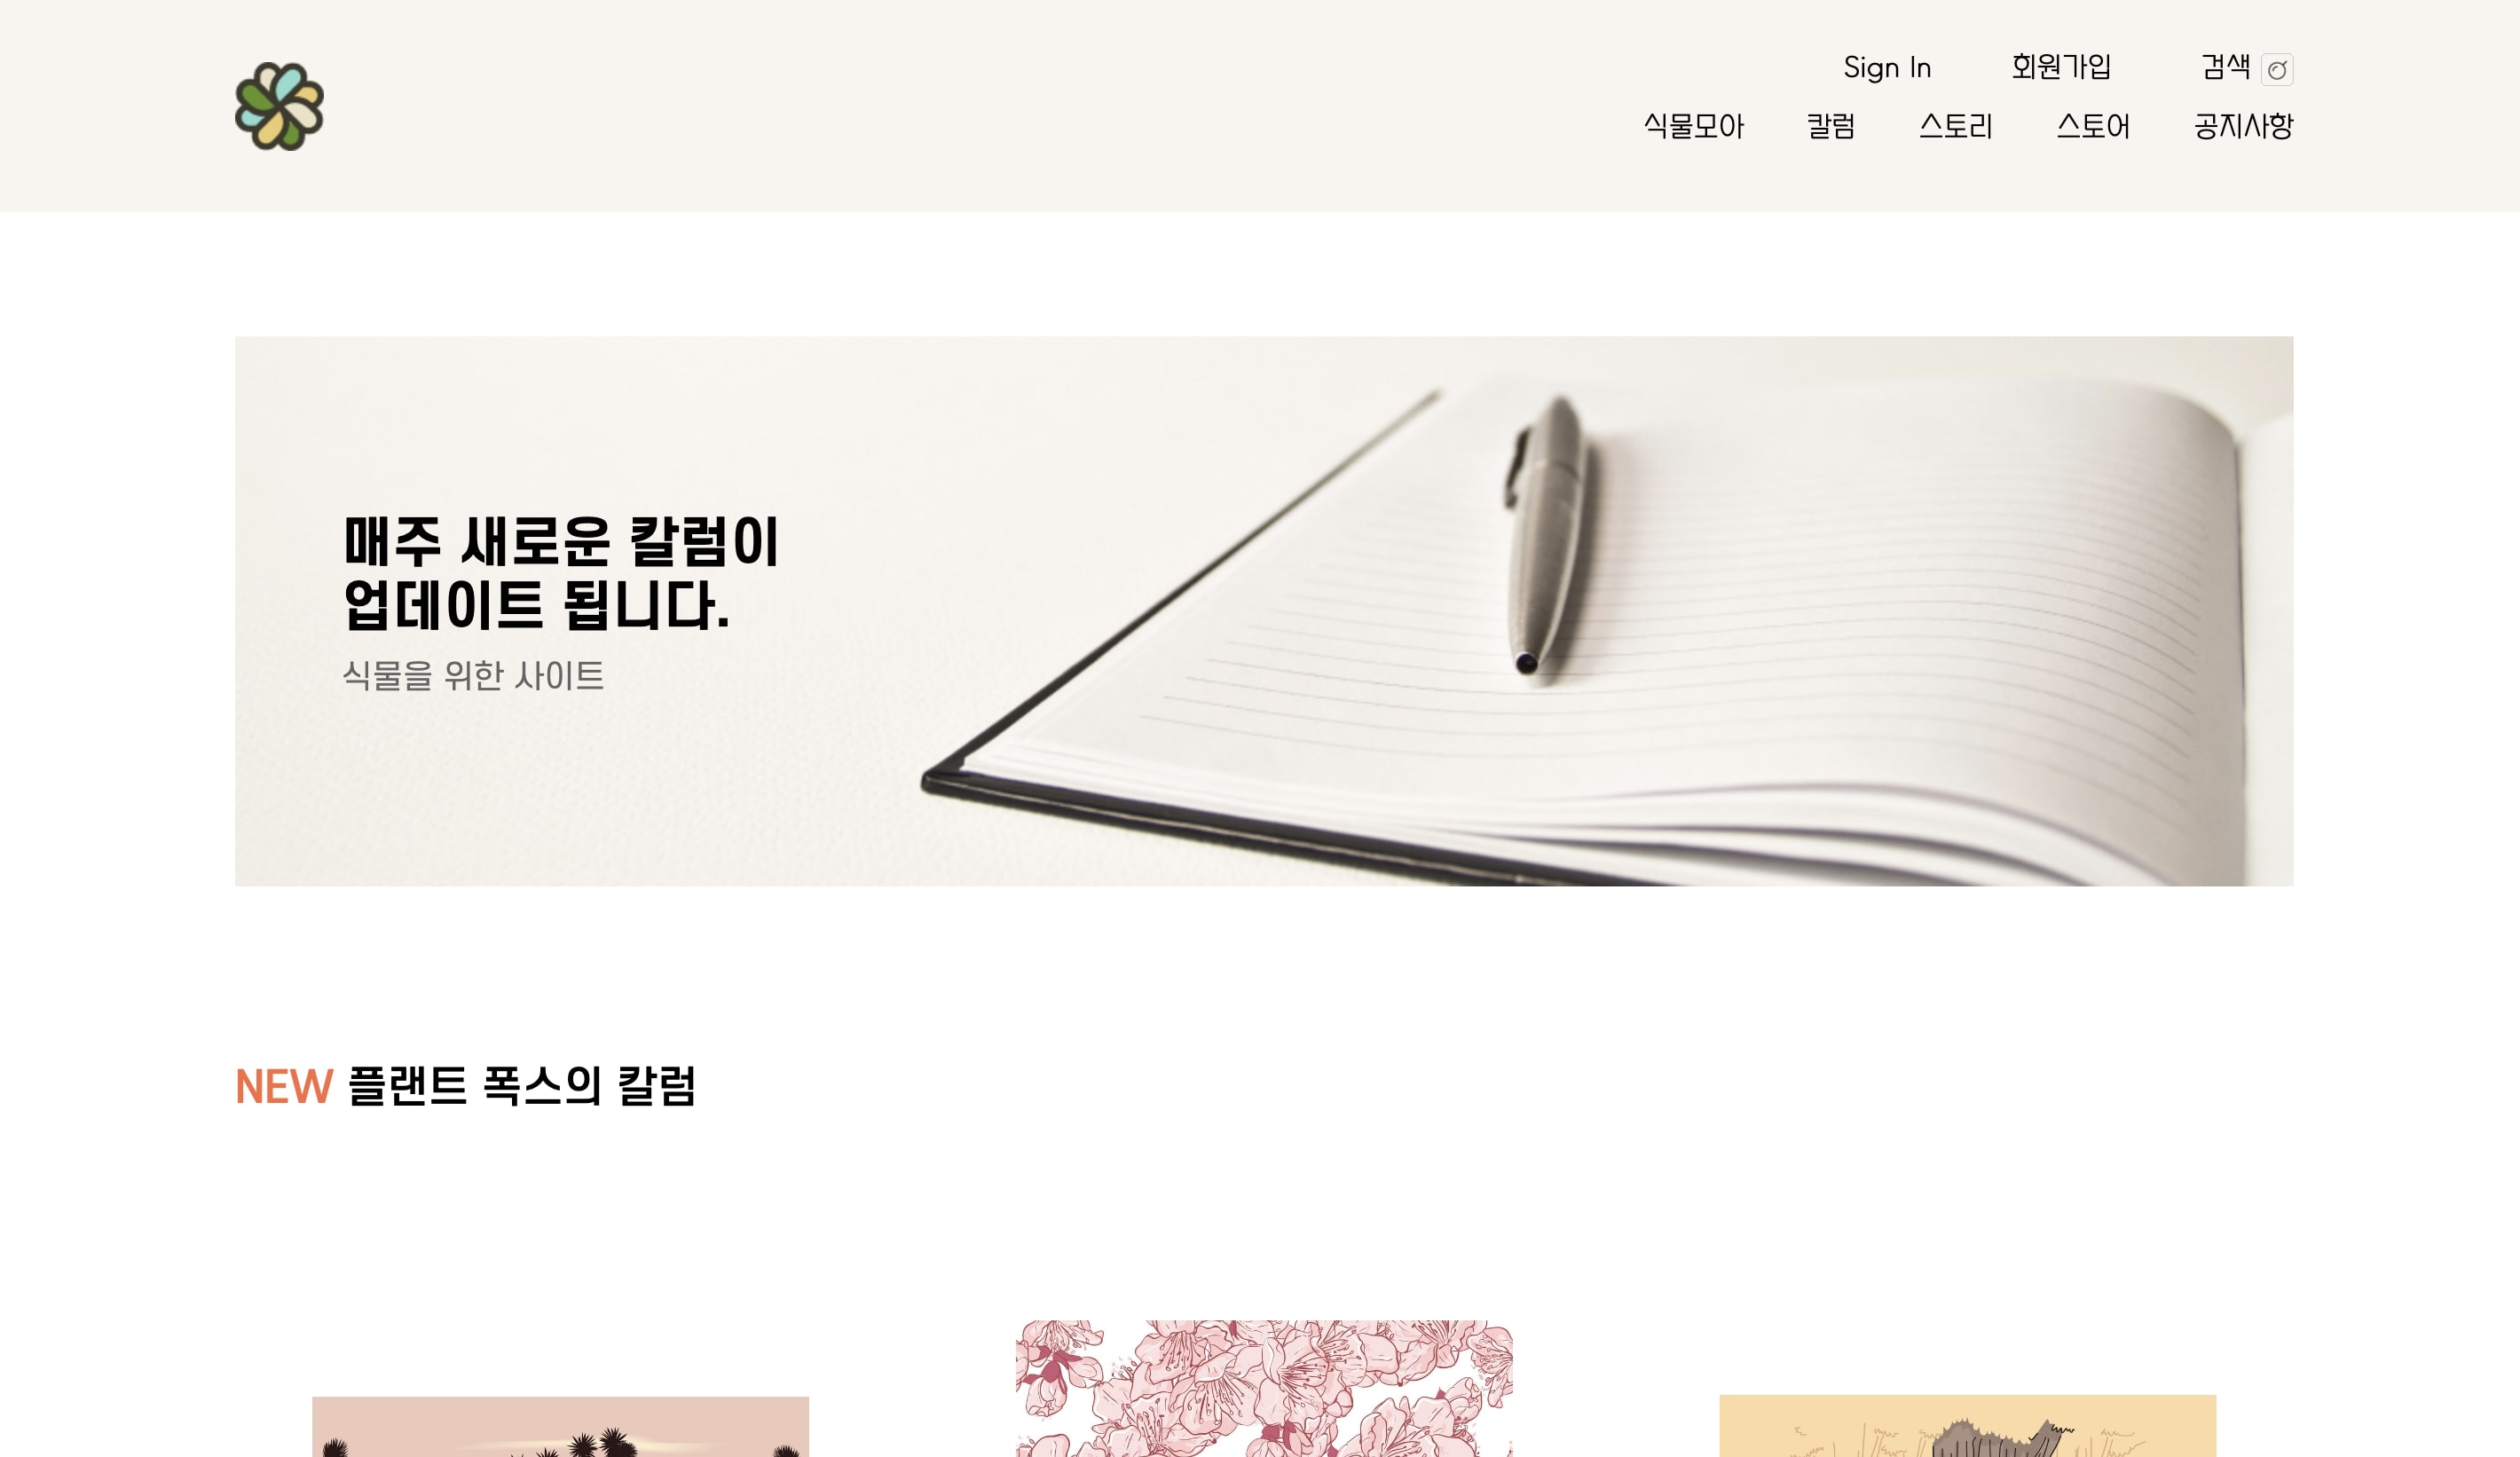 Sign In 회원가입 검색
식물모아 칼럼 스토리 스토어 공지사항
매주 새로운 칼럼이
업데이트 됩니다.
식물을 위한 사이트
NEW 플랜트 폭스의 칼럼